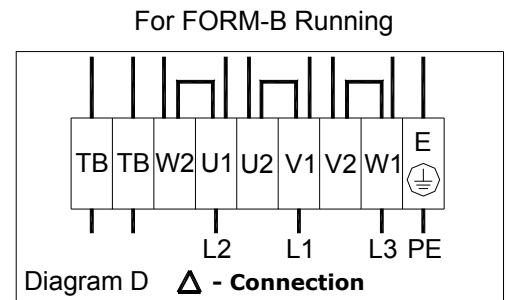 For FORM-B Running
TB TB W2 U1 U2 V1 V2 W1 E
L2 L1 L3 PE
Diagram D Δ - Connection